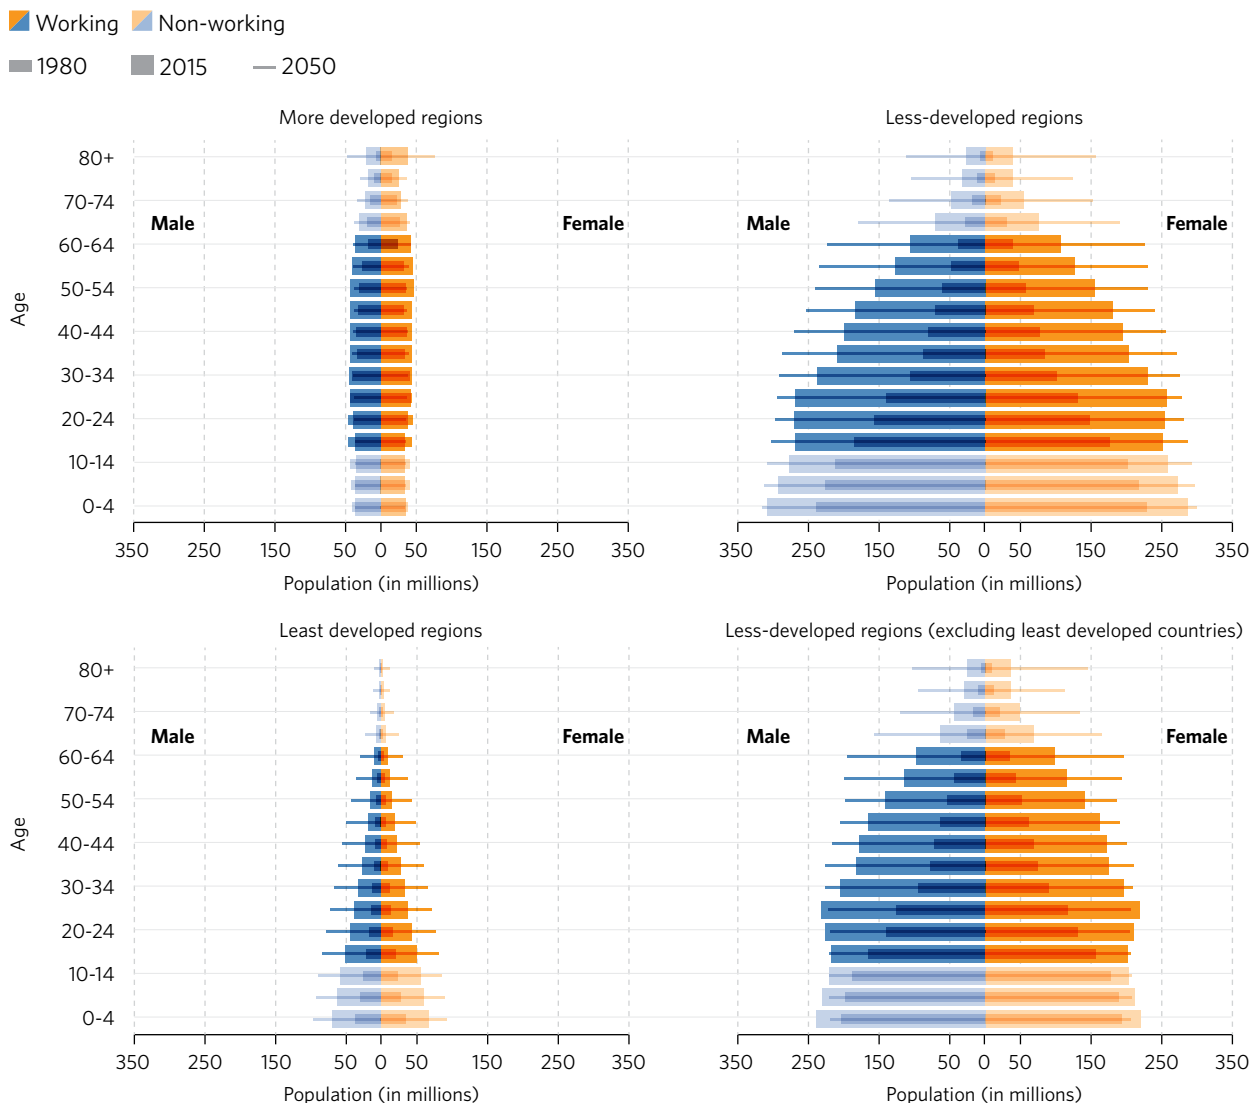 Working Non-working
1980 2015 2050
More developed regions
80+
70-74
60-64
50-54
40-44
30-34
20-24
10-14
0-4
Age
Male Female
350 250 150 50 0 50 150 250 350
Population (in millions)
Less-developed regions
Male Female
350 250 150 50 0 50 150 250 350
Population (in millions)
Least developed regions
80+
70-74
60-64
50-54
40-44
30-34
20-24
10-14
0-4
Age
Male Female
350 250 150 50 0 50 150 250 350
Population (in millions)
Less-developed regions (excluding least developed countries)
Male Female
350 250 150 50 0 50 150 250 350
Population (in millions)